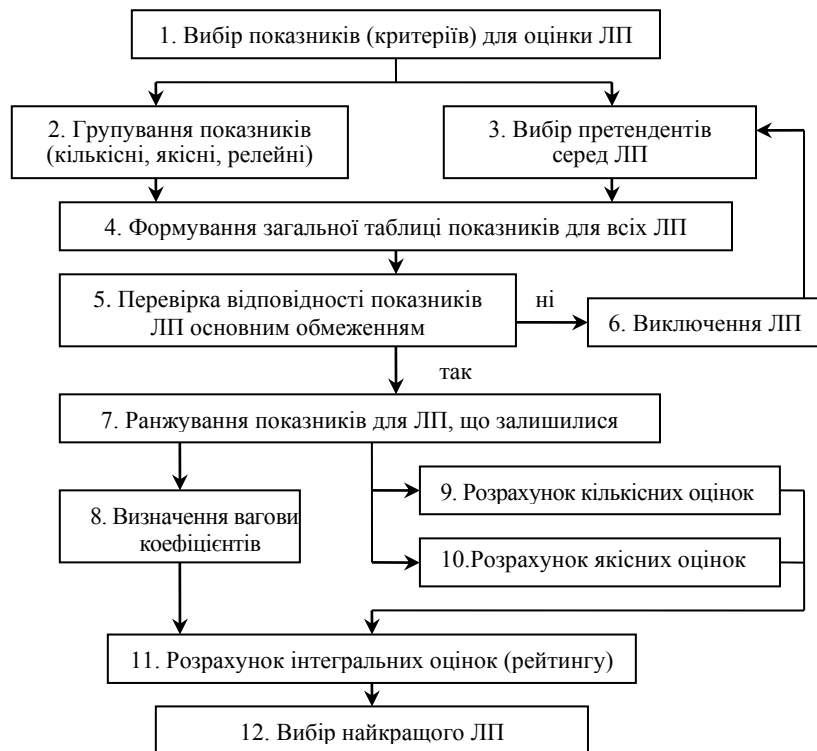 1. Вибір показників (критеріїв) для оцінки ЛП
2. Групування показників
(кількісні, якісні, релейні)
3. Вибір претендентів
серед ЛП
4. Формування загальної таблиці показників для всіх ЛП
5. Перевірка відповідності показників
ЛП основним обмеженням
ні
6. Виключення ЛП
так
7. Ранжування показників для ЛП, що залишилися
8. Визначення вагови
коефіцієнтів
9. Розрахунок кількісних оцінок
10.Розрахунок якісних оцінок
11. Розрахунок інтегральних оцінок (рейтингу)
12. Вибір найкращого ЛП